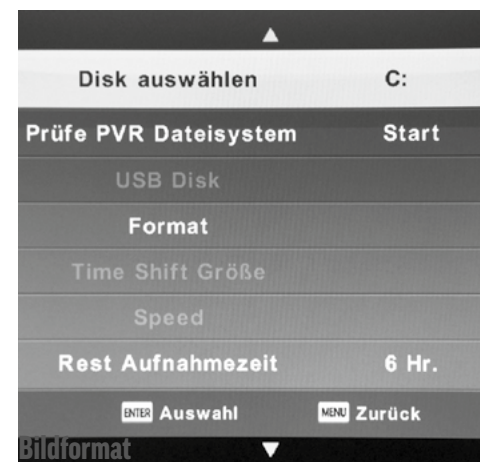 Disk auswählen C:
Prüfe PVR Dateisystem Start
USB Disk
Format
Time Shift Größe
Speed
Rest Aufnahmezeit 6 Hr.
ENTER Auswahl MENU Zurück
Bildformat